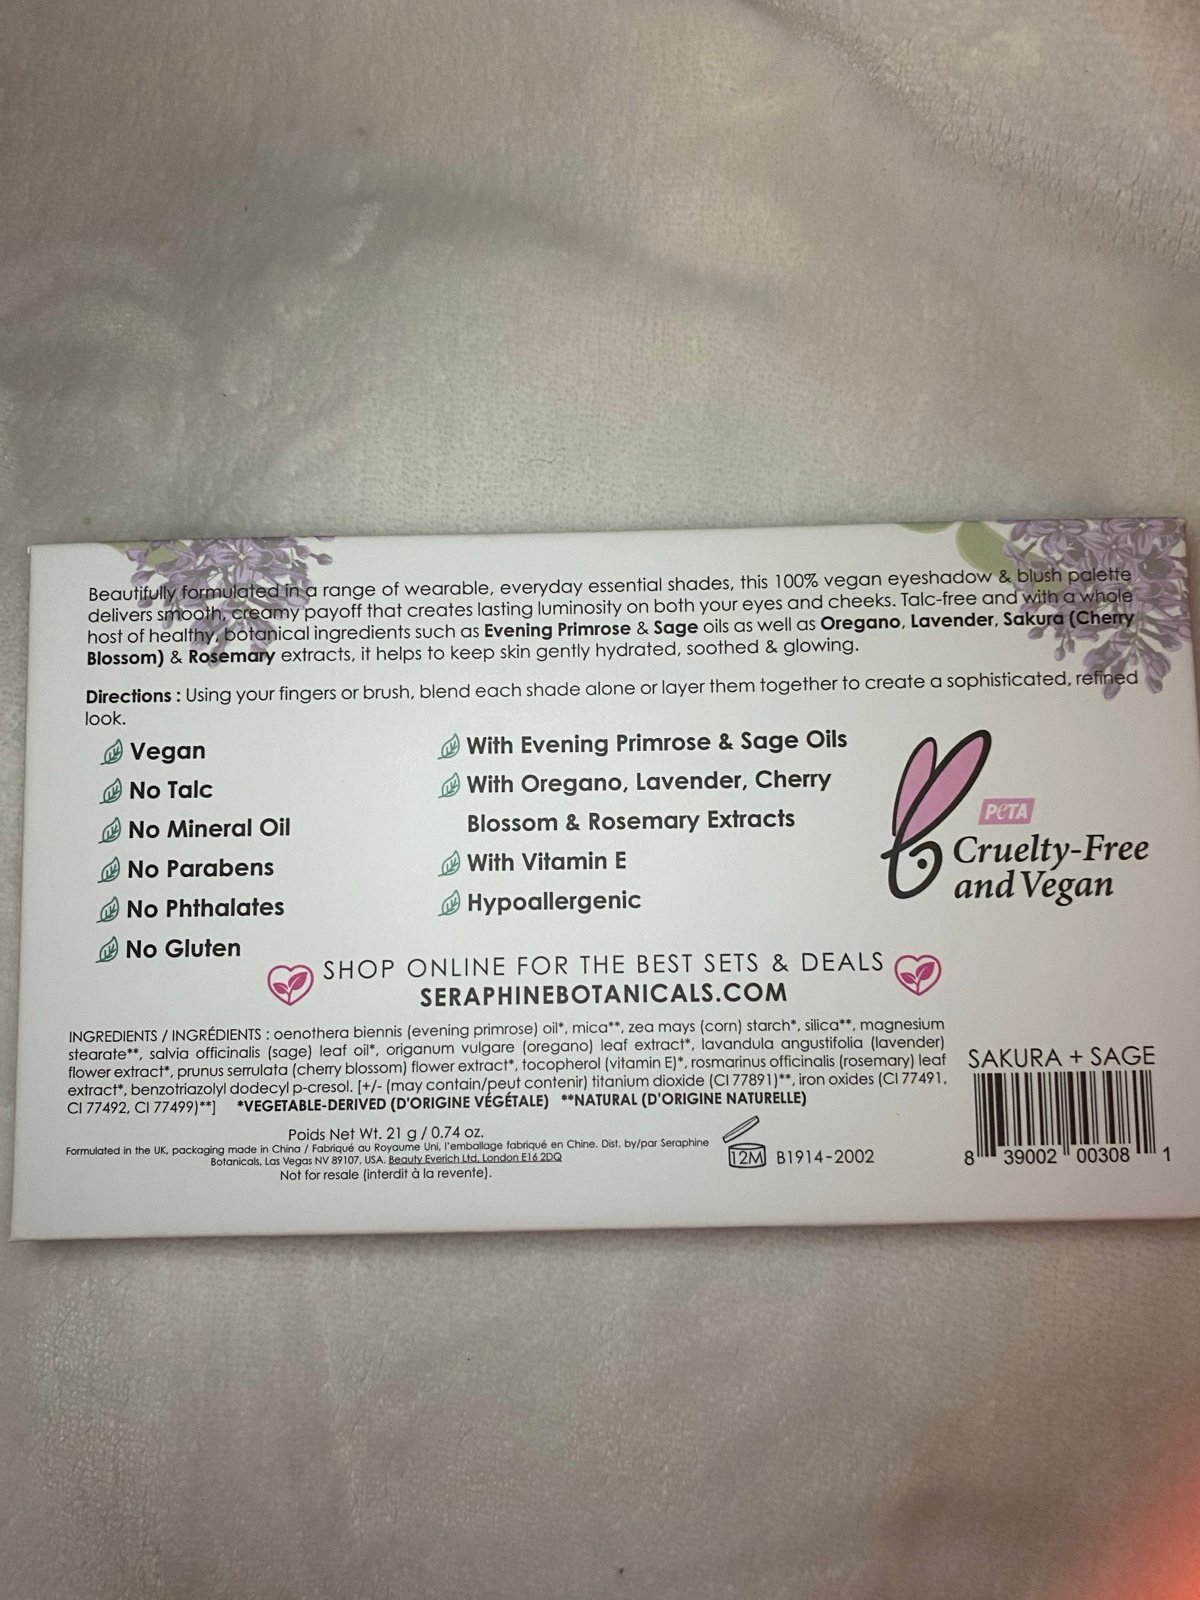 Beautifully formulated in a range of wearable, everyday essential shades, this 100% vegan eyeshadow & blush palette
delivers smooth, creamy payoff that creates lasting luminosity on both your eyes and cheeks. Talc-free and with a whole
host of healthy, botanical ingredients such as Evening Primrose & Sage oils as well as Oregano, Lavender, Sakura (Cherry
Blossom) & Rosemary extracts, it helps to keep skin gently hydrated, soothed & glowing.
Directions : Using your fingers or brush, blend each shade alone or layer them together to create a sophisticated, refined
look.
Vegan
No Talc
No Mineral Oil
No Parabens
No Phthalates
No Gluten
With Evening Primrose & Sage Oils
With Oregano, Lavender, Cherry
Blossom & Rosemary Extracts
With Vitamin E
Hypoallergenic
PETA
Cruelty-Free
and Vegan
SHOP ONLINE FOR THE BEST SETS & DEALS
SERAPHINEBOTANICALS.COM
INGREDIENTS / INGRÉDIENTS : oenothera biennis (evening primrose) oil*, mica**, zea mays (corn) starch*, silica**, magnesium
stearate**, salvia officinalis (sage) leaf oil*, origanum vulgare (oregano) leaf extract*, lavandula angustifolia (lavender)
flower extract*, prunus serrulata (cherry blossom) flower extract*, tocopherol (vitamin E)*, rosmarinus officinalis (rosemary) leaf
extract*, benzotriazolyl dodecyl p-cresol. [+/- (may contain/peut contenir) titanium dioxide (CI 77891)**, iron oxides (CI 77491,
CI 77492, CI 77499)**] *VEGETABLE-DERIVED (D'ORIGINE VÉGÉTALE) **NATURAL (D'ORIGINE NATURELLE)
Poids Net Wt. 21 g / 0.74 oz.
Formulated in the UK, packaging made in China / Fabriqué au Royaume Uni, l'emballage fabriqué en Chine. Dist. by/par Seraphine
Botanicals, Las Vegas NV 89107, USA. Beauty Everich Ltd. London E16 2DQ
Not for resale (interdit à la revente).
12M
B1914-2002
SAKURA + SAGE
8 39002 00308 1